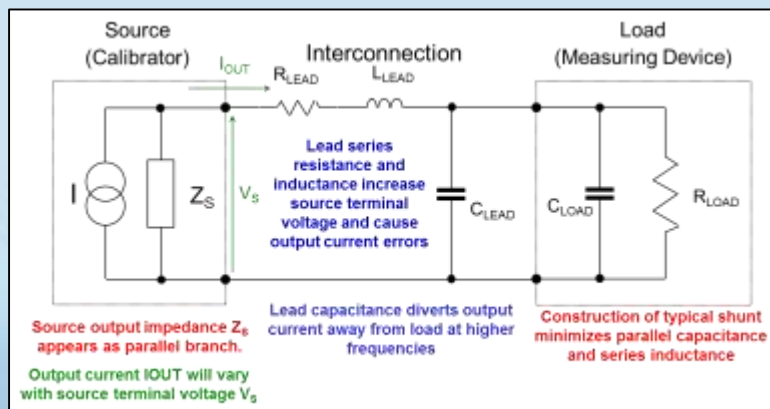 Source
(Calibrator)
Interconnection
Load
(Measuring Device)
IOUT
RLEAD
LLEAD
I
ZS
VS
Lead series
resistance and
inductance increase
source terminal
voltage and cause
output current errors
CLEAD
CLOAD
RLOAD
Source output impedance ZS
appears as parallel branch.
Output current IOUT will vary
with source terminal voltage VS
Lead capacitance diverts output
current away from load at higher
frequencies
Construction of typical shunt
minimizes parallel capacitance
and series inductance